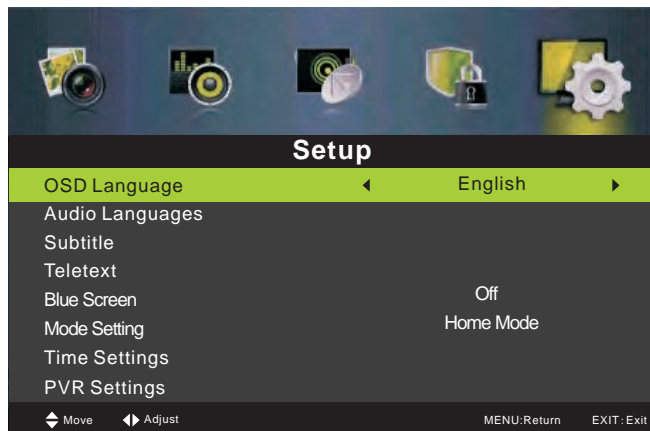 Setup
OSD Language English
Audio Languages
Subtitle
Teletext
Blue Screen Off
Mode Setting Home Mode
Time Settings
PVR Settings
Move Adjust MENU:Return EXIT:Exit